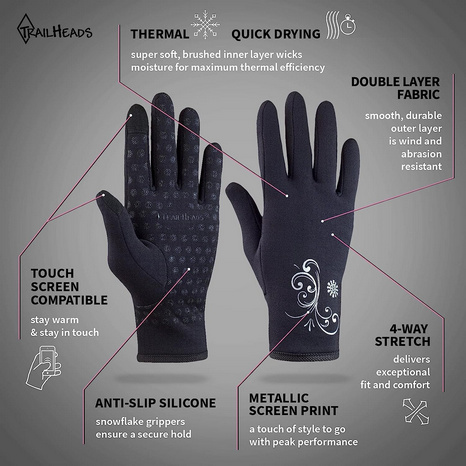 TRAILHEADS
THERMAL QUICK DRYING
super soft, brushed inner layer wicks
moisture for maximum thermal efficiency
DOUBLE LAYER
FABRIC
smooth, durable
outer layer
is wind and
abrasion
resistant
TRAILHEADS
TOUCH
SCREEN
COMPATIBLE
stay warm
& stay in touch
4-WAY
STRETCH
delivers
exceptional
fit and comfort
ANTI-SLIP SILICONE
snowflake grippers
ensure a secure hold
METALLIC
SCREEN PRINT
a touch of style to go
with peak performance